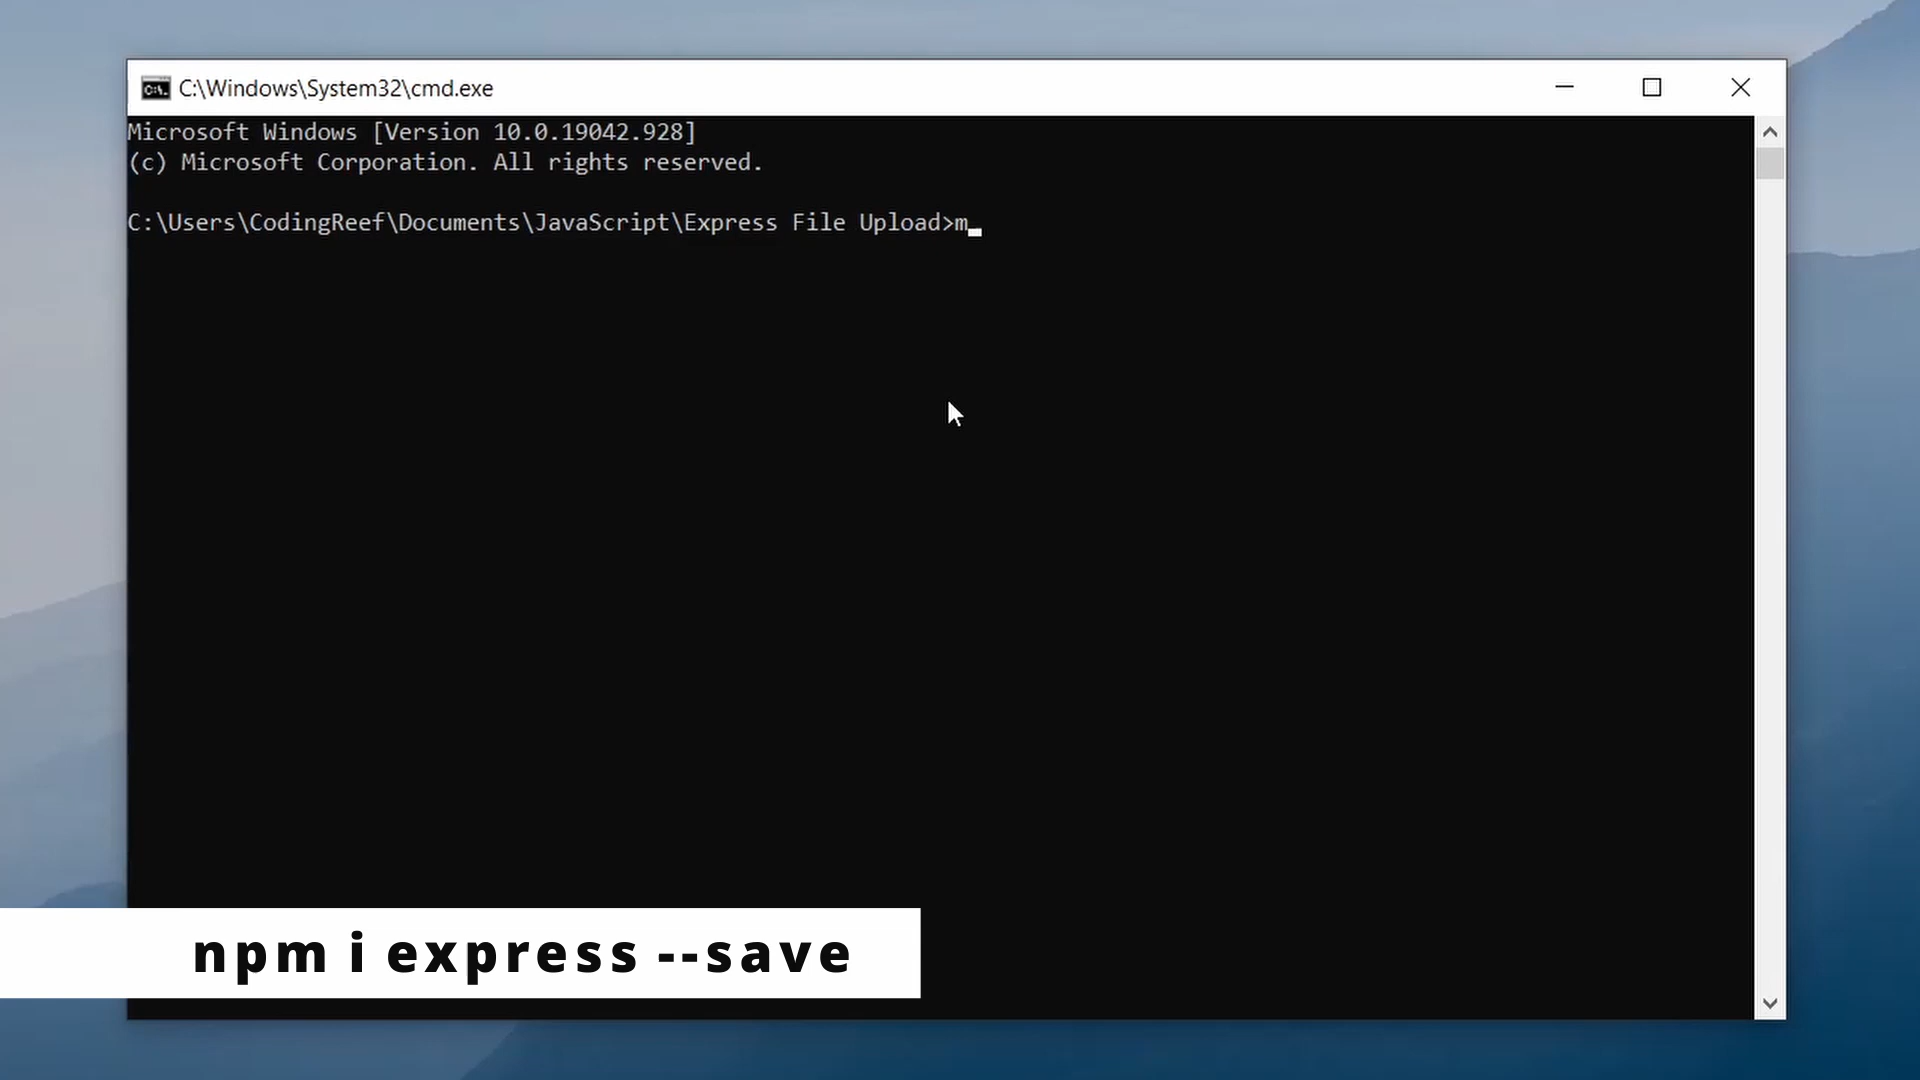 C:\Windows\System32\cmd.exe
Microsoft Windows [Version 10.0.19042.928]
(c) Microsoft Corporation. All rights reserved.
C:\Users\CodingReef\Documents\JavaScript\Express File Upload>m_
npm i express --save